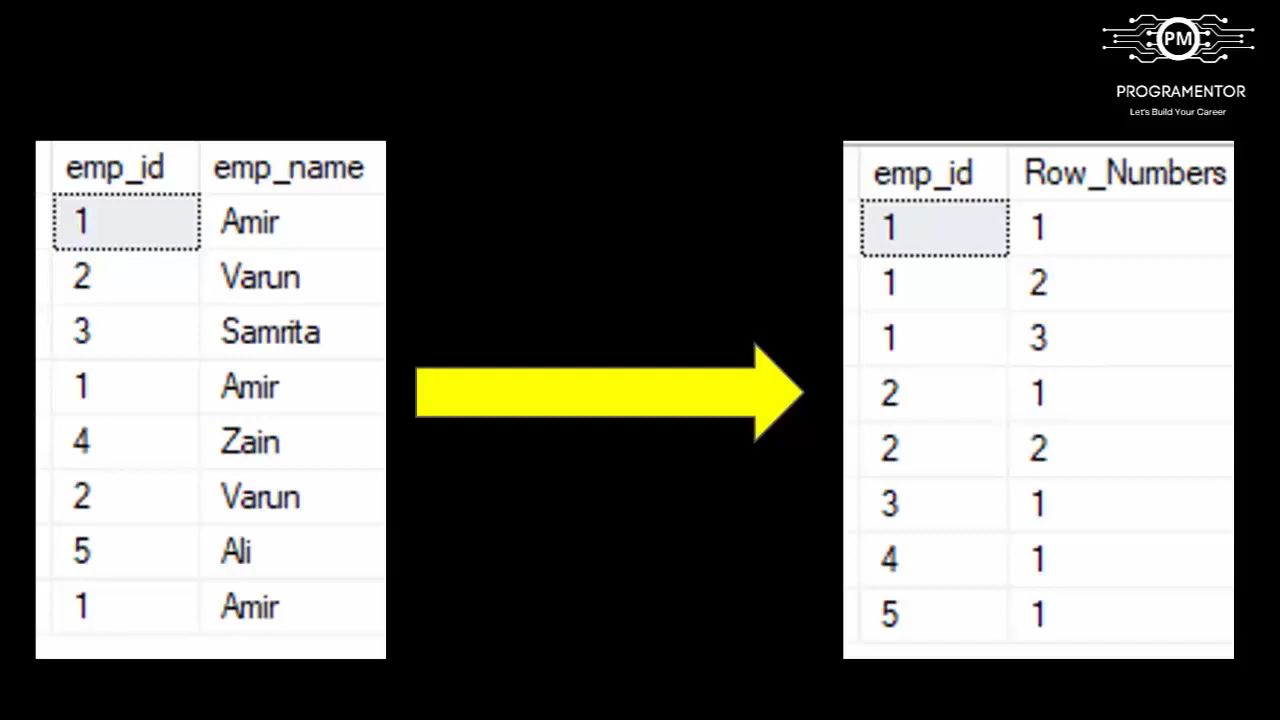 PM
PROGRAMENTOR
Let's Build Your Career
emp_id emp_name
1 Amir
2 Varun
3 Samrita
1 Amir
4 Zain
2 Varun
5 Ali
1 Amir
emp_id Row_Numbers
1 1
1 2
1 3
2 1
2 2
3 1
4 1
5 1